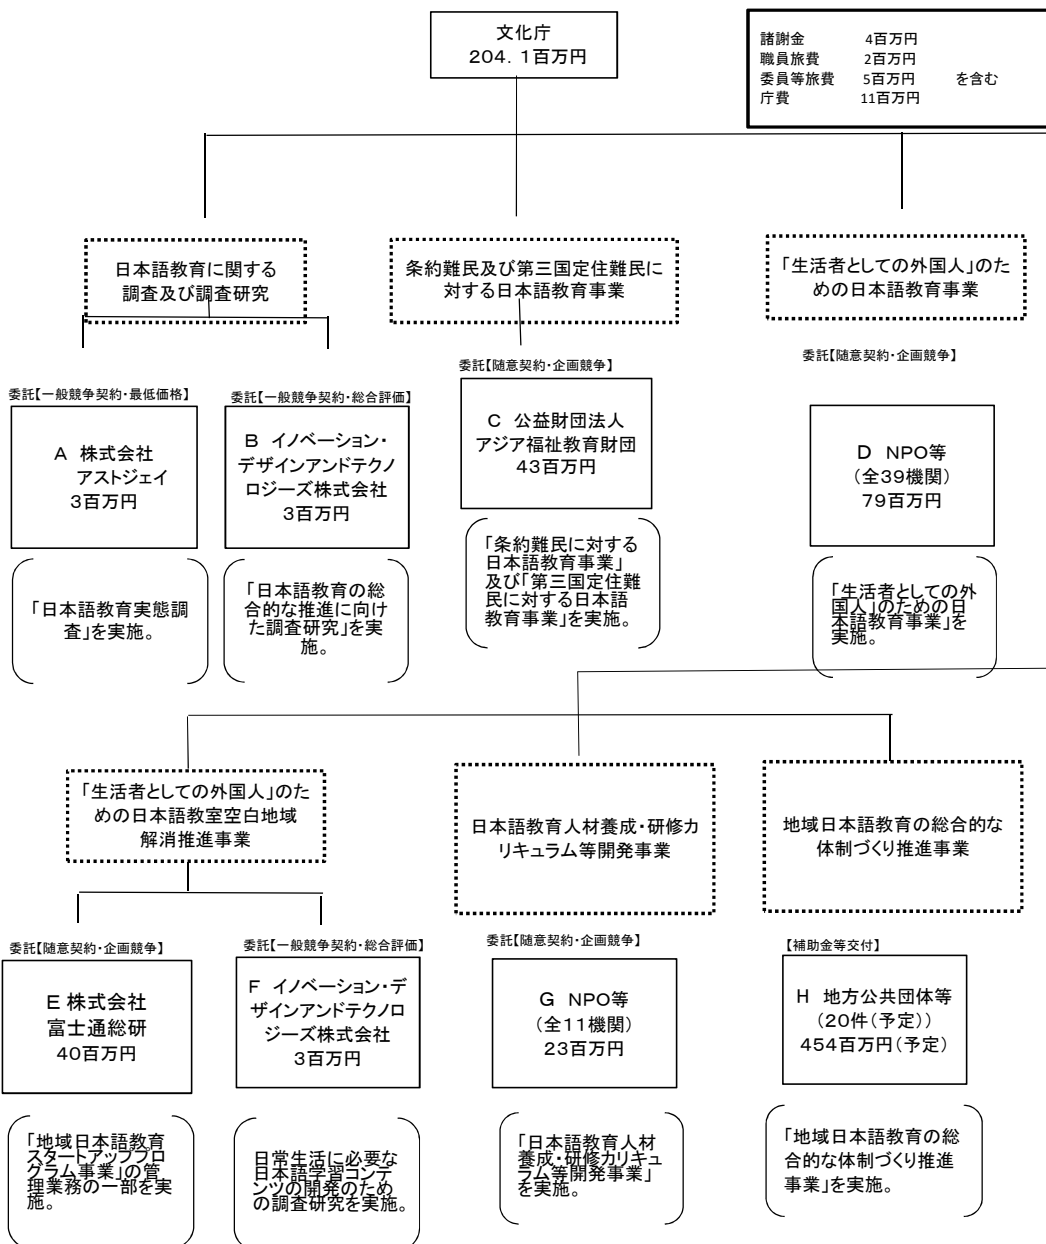 文化庁
204.1百万円
諸謝金 4百万円
職員旅費 2百万円
委員等旅費 5百万円 を含む
庁費 11百万円
日本語教育に関する
調査及び調査研究
条約難民及び第三国定住難民に
対する日本語教育事業
「生活者としての外国人」のた
めの日本語教育事業
委託【一般競争契約・最低価格】
委託【一般競争契約・総合評価】
委託【随意契約・企画競争】
委託【随意契約・企画競争】
A 株式会社
アストジェイ
3百万円
B イノベーション・
デザインアンドテクノ
ロジーズ株式会社
3百万円
C 公益財団法人
アジア福祉教育財団
43百万円
D NPO等
(全39機関)
79百万円
「日本語教育実態調
査」を実施。
「日本語教育の総
合的な推進に向け
た調査研究」を実
施。
「条約難民に対する
日本語教育事業」
及び「第三国定住難
民に対する日本語
教育事業」を実施。
「生活者としての外
国人」のための日
本語教育事業」を
実施。
「生活者としての外国人」のた
めの日本語教室空白地域
解消推進事業
日本語教育人材養成・研修カ
リキュラム等開発事業
地域日本語教育の総合的な
体制づくり推進事業
委託【随意契約・企画競争】
委託【一般競争契約・総合評価】
委託【随意契約・企画競争】
【補助金等交付】
E 株式会社
富士通総研
40百万円
F イノベーション・デ
ザインアンドテクノロ
ジーズ株式会社
3百万円
G NPO等
(全11機関)
23百万円
H 地方公共団体等
(20件(予定))
454百万円(予定)
「地域日本語教育
スタートアッププロ
グラム事業」の管
理業務の一部を実
施。
日常生活に必要な
日本語学習コンテ
ンツの開発のため
の調査研究を実施。
「日本語教育人材
養成・研修カリキュ
ラム等開発事業」
を実施。
「地域日本語教育の総
合的な体制づくり推進
事業」を実施。